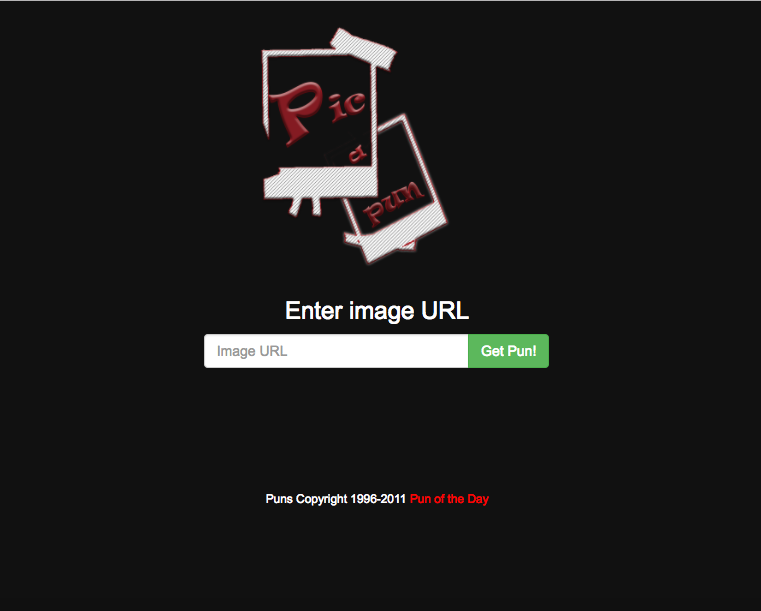 Pic
a
pun
Enter image URL
Image URL
Get Pun!
Puns Copyright 1996-2011 Pun of the Day